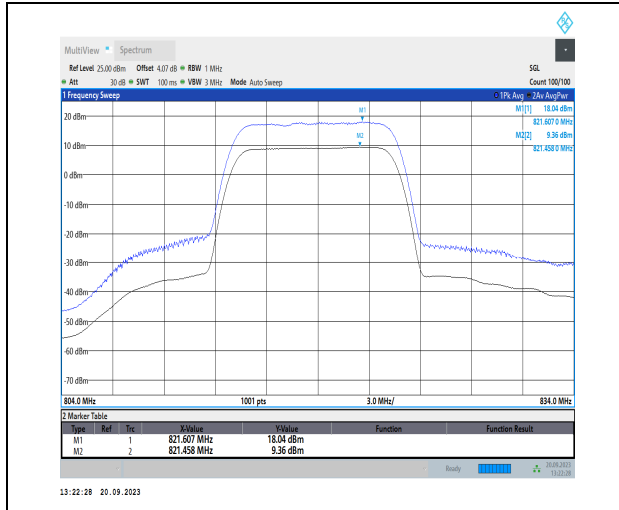 MultiView Spectrum
Ref Level 25.00 dBm Offset 4.07 dB RBW 1 MHz SGL
Att 30 dB SWT 100 ms VBW 3 MHz Mode Auto Sweep Count 100/100
1 Frequency Sweep 1Pk Avg 2Av AvgPwr
M1[1] 18.04 dBm
821.607 0 MHz
M2[2] 9.36 dBm
821.458 0 MHz
M1
M2
20 dBm
10 dBm
0 dBm
-10 dBm
-20 dBm
-30 dBm
-40 dBm
-50 dBm
-60 dBm
-70 dBm
804.0 MHz 1001 pts 3.0 MHz/ 834.0 MHz
2 Marker Table
Type Ref Trc X-Value Y-Value Function Function Result
M1 1 821.607 MHz 18.04 dBm
M2 2 821.458 MHz 9.36 dBm
Ready 20.09.2023
13:22:28
13:22:28 20.09.2023